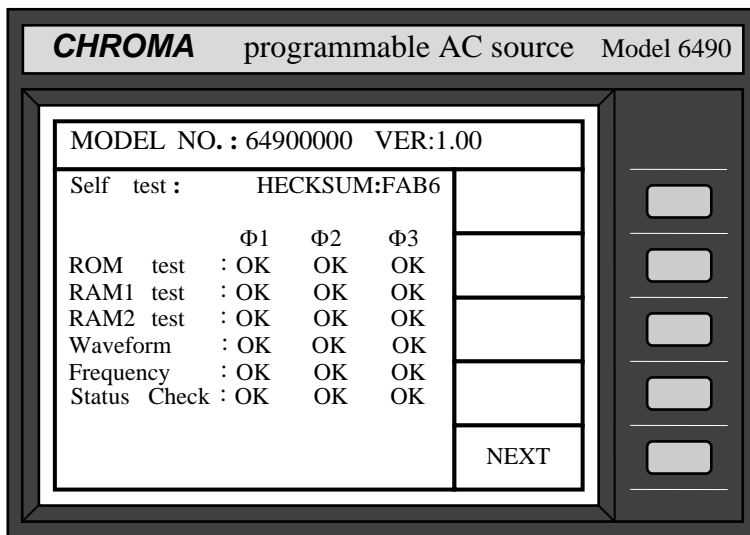 CHROMA programmable AC source Model 6490
MODEL NO. : 64900000 VER:1.00
Self test : HECKSUM:FAB6
Φ1 Φ2 Φ3
ROM test : OK OK OK
RAM1 test : OK OK OK
RAM2 test : OK OK OK
Waveform : OK OK OK
Frequency : OK OK OK
Status Check : OK OK OK
NEXT